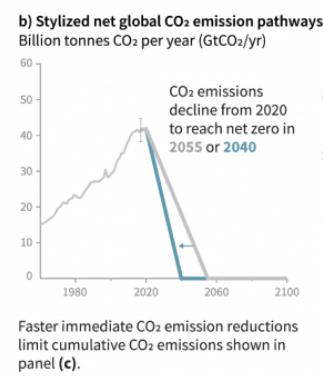 b) Stylized net global CO₂ emission pathways
Billion tonnes CO₂ per year (GtCO₂/yr)
60
50
40
30
20
10
0
CO₂ emissions
decline from 2020
to reach net zero in
2055 or 2040
1980 2020 2060 2100
Faster immediate CO₂ emission reductions
limit cumulative CO₂ emissions shown in
panel (c).